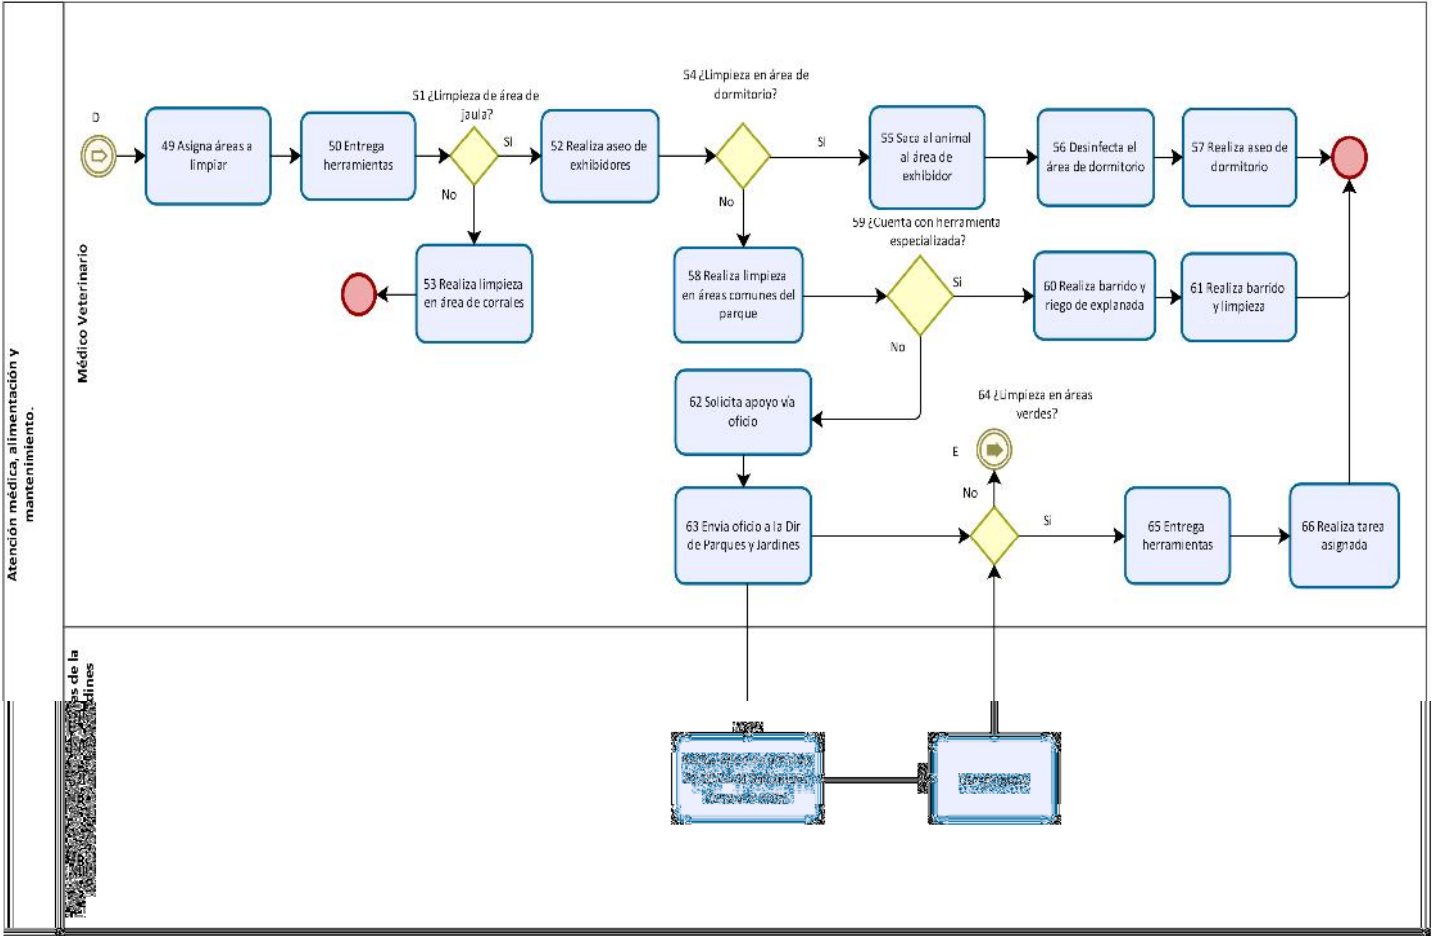 Atención médica, alimentación y
mantenimiento.
Médico Veterinario
D
49 Asigna áreas a
limpiar
50 Entrega
herramientas
51 ¿Limpieza de área de
jaula?
Si
No
52 Realiza aseo de
exhibidores
53 Realiza limpieza
en área de corrales
54 ¿Limpieza en área de
dormitorio?
Si
No
55 Saca al animal
al área de
exhibidor
56 Desinfecta el
área de dormitorio
57 Realiza aseo de
dormitorio
58 Realiza limpieza
en áreas comunes del
parque
59 ¿Cuenta con herramienta
especializada?
Si
No
60 Realiza barrido y
riego de explanada
61 Realiza barrido
y limpieza
62 Solicita apoyo vía
oficio
63 Envia oficio a la Dir
de Parques y Jardines
64 ¿Limpieza en áreas
verdes?
E
No
Si
65 Entrega
herramientas
66 Realiza tarea
asignada
de la